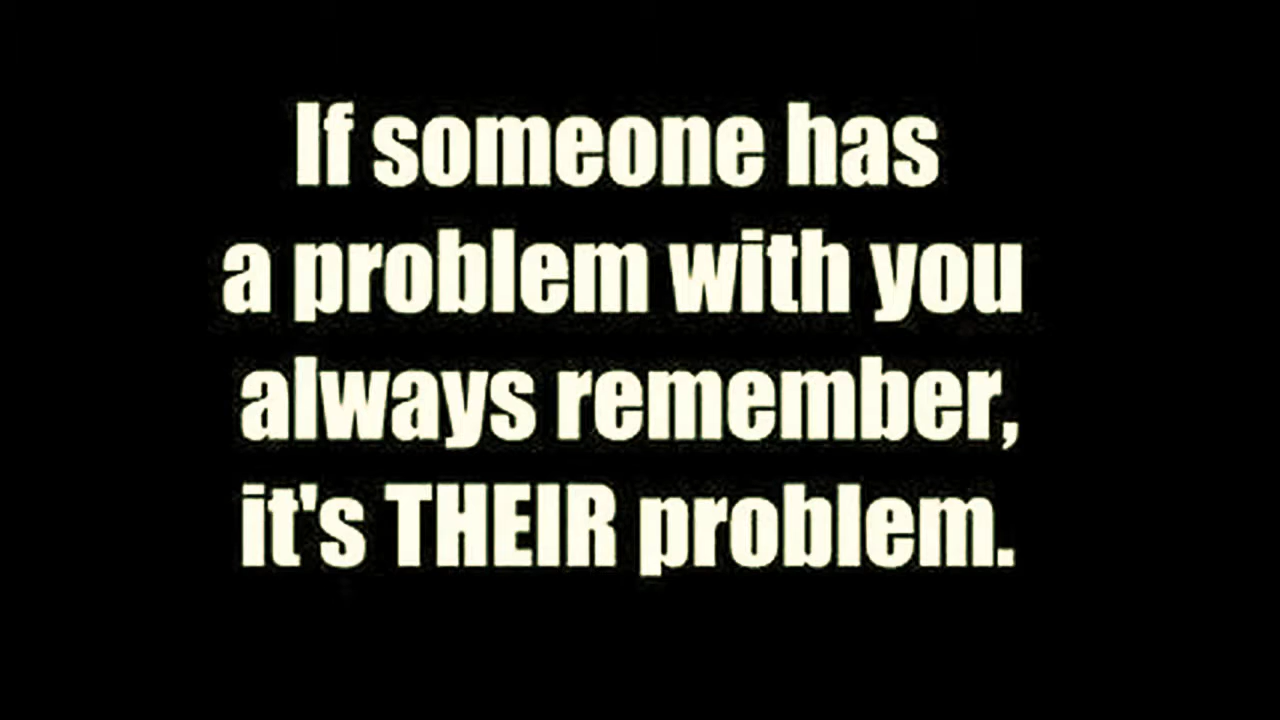 If someone has
a problem with you
always remember,
it's THEIR problem.